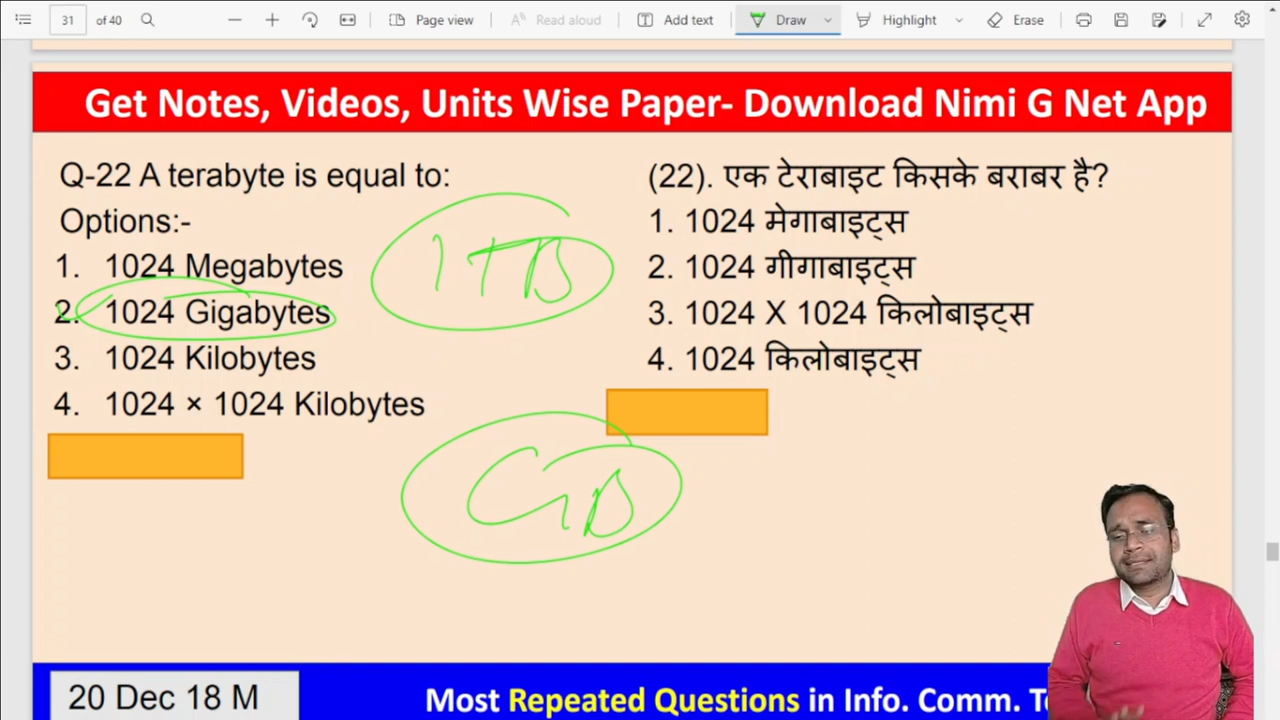 31 of 40 Page view Read aloud Add text Draw Highlight Erase
Get Notes, Videos, Units Wise Paper- Download Nimi G Net App
Q-22 A terabyte is equal to:
Options:-
1. 1024 Megabytes
2. 1024 Gigabytes
3. 1024 Kilobytes
4. 1024 × 1024 Kilobytes
1 TB
GB
(22). एक टेराबाइट किसके बराबर है?
1. 1024 मेगाबाइट्स
2. 1024 गीगाबाइट्स
3. 1024 X 1024 किलोबाइट्स
4. 1024 किलोबाइट्स
20 Dec 18 M
Most Repeated Questions in Info. Comm.